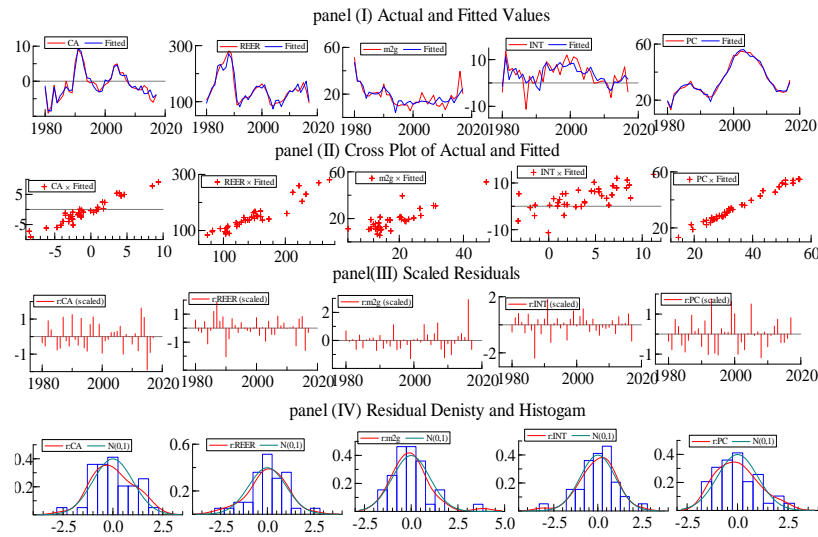 panel (I) Actual and Fitted Values
CA Fitted
REER Fitted
m2g Fitted
INT Fitted
PC Fitted
0
300
100
60
40
20
10
-10
60
40
20
1980 2000 2020
1980 2000 2020
1980 2000 2020
1980 2000 2020
1980 2000 2020
panel (II) Cross Plot of Actual and Fitted
CA × Fitted
REER × Fitted
m2g × Fitted
INT × Fitted
PC × Fitted
5
-5
300
100
60
40
20
10
-10
40
20
-5 0 5 10
100 200
20 40
0 5 10
20 30 40 50 60
panel(III) Scaled Residuals
r:CA (scaled)
r:REER (scaled)
r:m2g (scaled)
r:INT (scaled)
r:PC (scaled)
1
-1
1
-1
2
0
2
-2
1
-1
1980 2000 2020
1980 2000 2020
1980 2000 2020
1980 2000 2020
1980 2000 2020
panel (IV) Residual Denisty and Histogam
r:CA N(0,1)
r:REER N(0,1)
r:m2g N(0,1)
r:INT N(0,1)
r:PC N(0,1)
0.4
0.2
0.6
0.4
0.4
0.2
0.4
0.2
0.4
0.2
-2.5 0.0 2.5
-2.5 0.0 2.5
-2.5 0.0 2.5 5.0
-2.5 0.0 2.5
-2.5 0.0 2.5